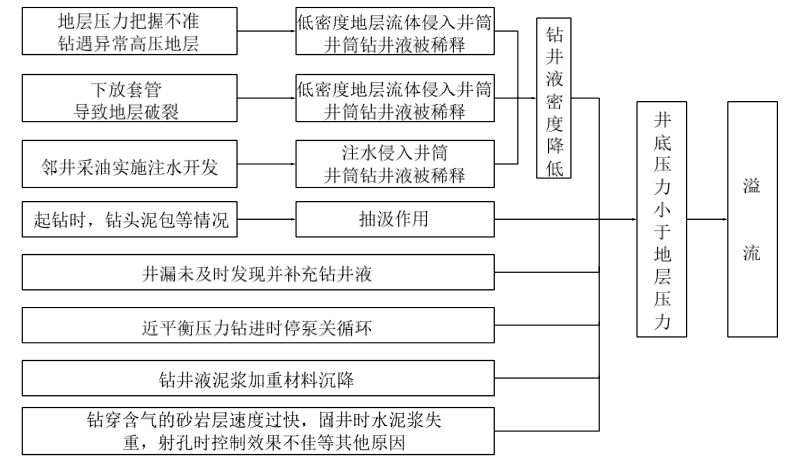 地层压力把握不准
钻遇异常高压地层
低密度地层流体侵入井筒
井筒钻井液被稀释
下放套管
导致地层破裂
低密度地层流体侵入井筒
井筒钻井液被稀释
邻井采油实施注水开发
注水侵入井筒
井筒钻井液被稀释
钻井液密度降低
起钻时，钻头泥包等情况
抽汲作用
井漏未及时发现并补充钻井液
近平衡压力钻进时停泵关循环
钻井液泥浆加重材料沉降
钻穿含气的砂岩层速度过快，固井时水泥浆失
重，射孔时控制效果不佳等其他原因
井底压力小于地层压力
溢流